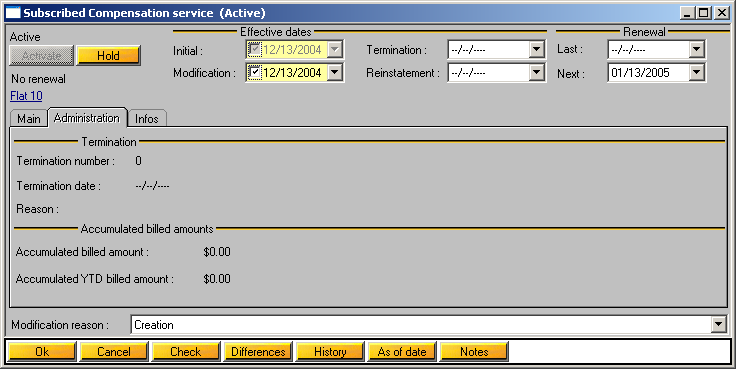 Subscribed Compensation service (Active)
Active
Effective dates
Renewal
Activate
Hold
Initial :
12/13/2004
Termination :
--/--/----
Last :
--/--/----
Modification :
12/13/2004
Reinstatement :
--/--/----
Next :
01/13/2005
No renewal
Flat 10
Main
Administration
Infos
Termination
Termination number :
0
Termination date :
--/--/----
Reason :
Accumulated billed amounts
Accumulated billed amount :
$0.00
Accumulated YTD billed amount :
$0.00
Modification reason :
Creation
Ok
Cancel
Check
Differences
History
As of date
Notes